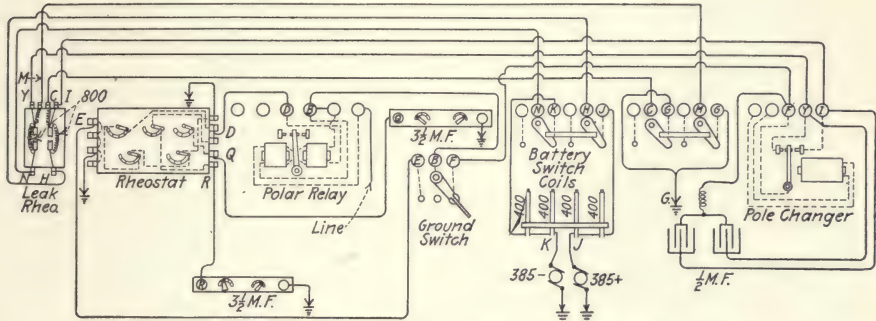 M
Y C I
800
E
N H
Leak
Rhea.
Rheostat R
D
Q
D B
Polar Relay
Line
Q
3½ M.F.
E B F
Ground
Switch
R
3½ M.F.
N K H J
Battery
Switch
Coils
400 400 400 400
K J
385- 385+
C G M G
G
½ M.F.
F Y I
Pole Changer